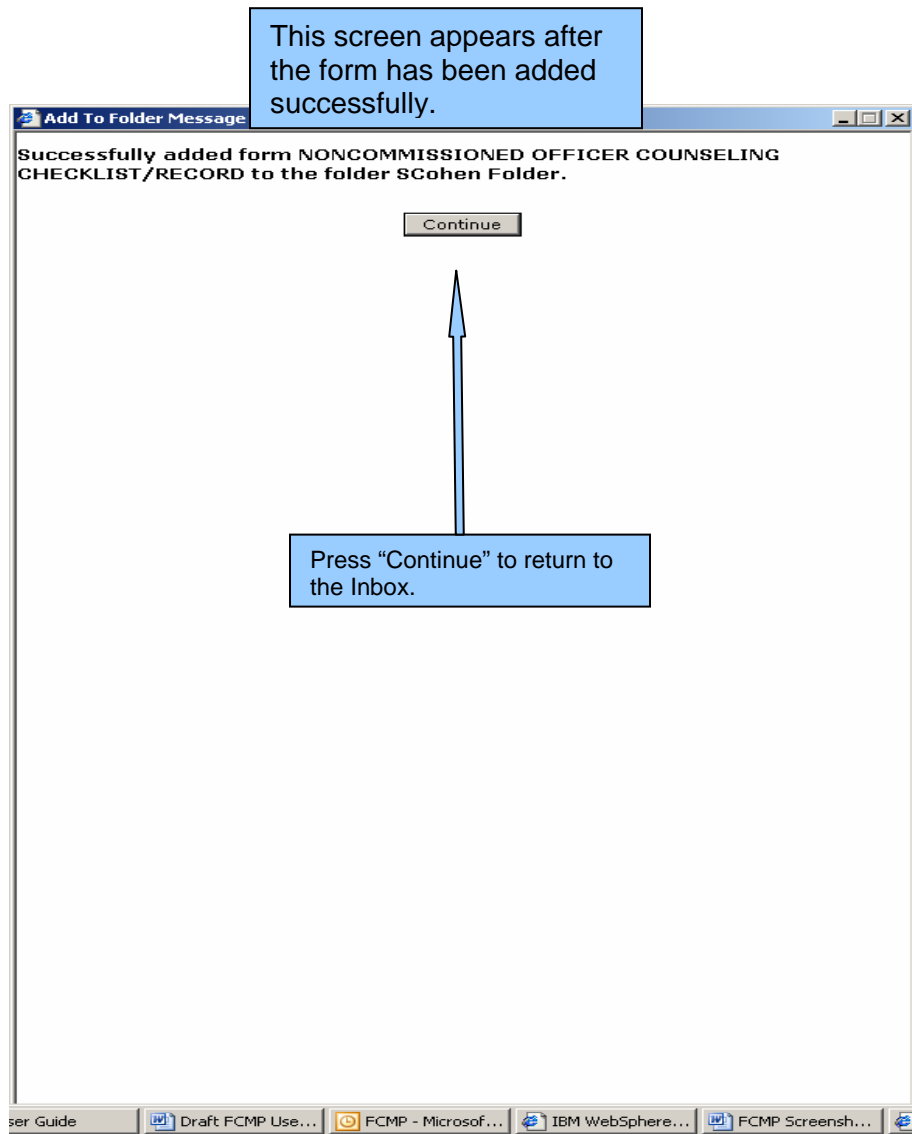 This screen appears after
the form has been added
successfully.
Add To Folder Message
Successfully added form NONCOMMISSIONED OFFICER COUNSELING
CHECKLIST/RECORD to the folder SCohen Folder.
Continue
Press “Continue” to return to
the Inbox.
ser Guide
Draft FCMP Use...
FCMP - Microsof...
IBM WebSphere...
FCMP Screensh...